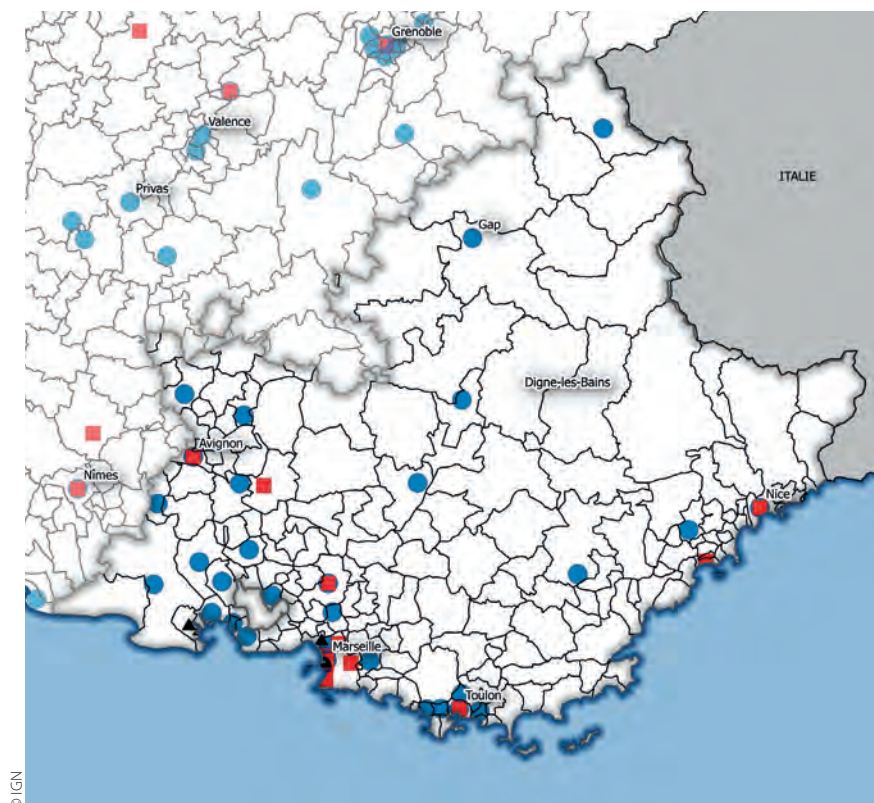 Grenoble
Valence
ITALIE
Privas
Gap
Digne-les-Bains
Avignon
Nîmes
Nice
Marseille
Toulon
© IGN